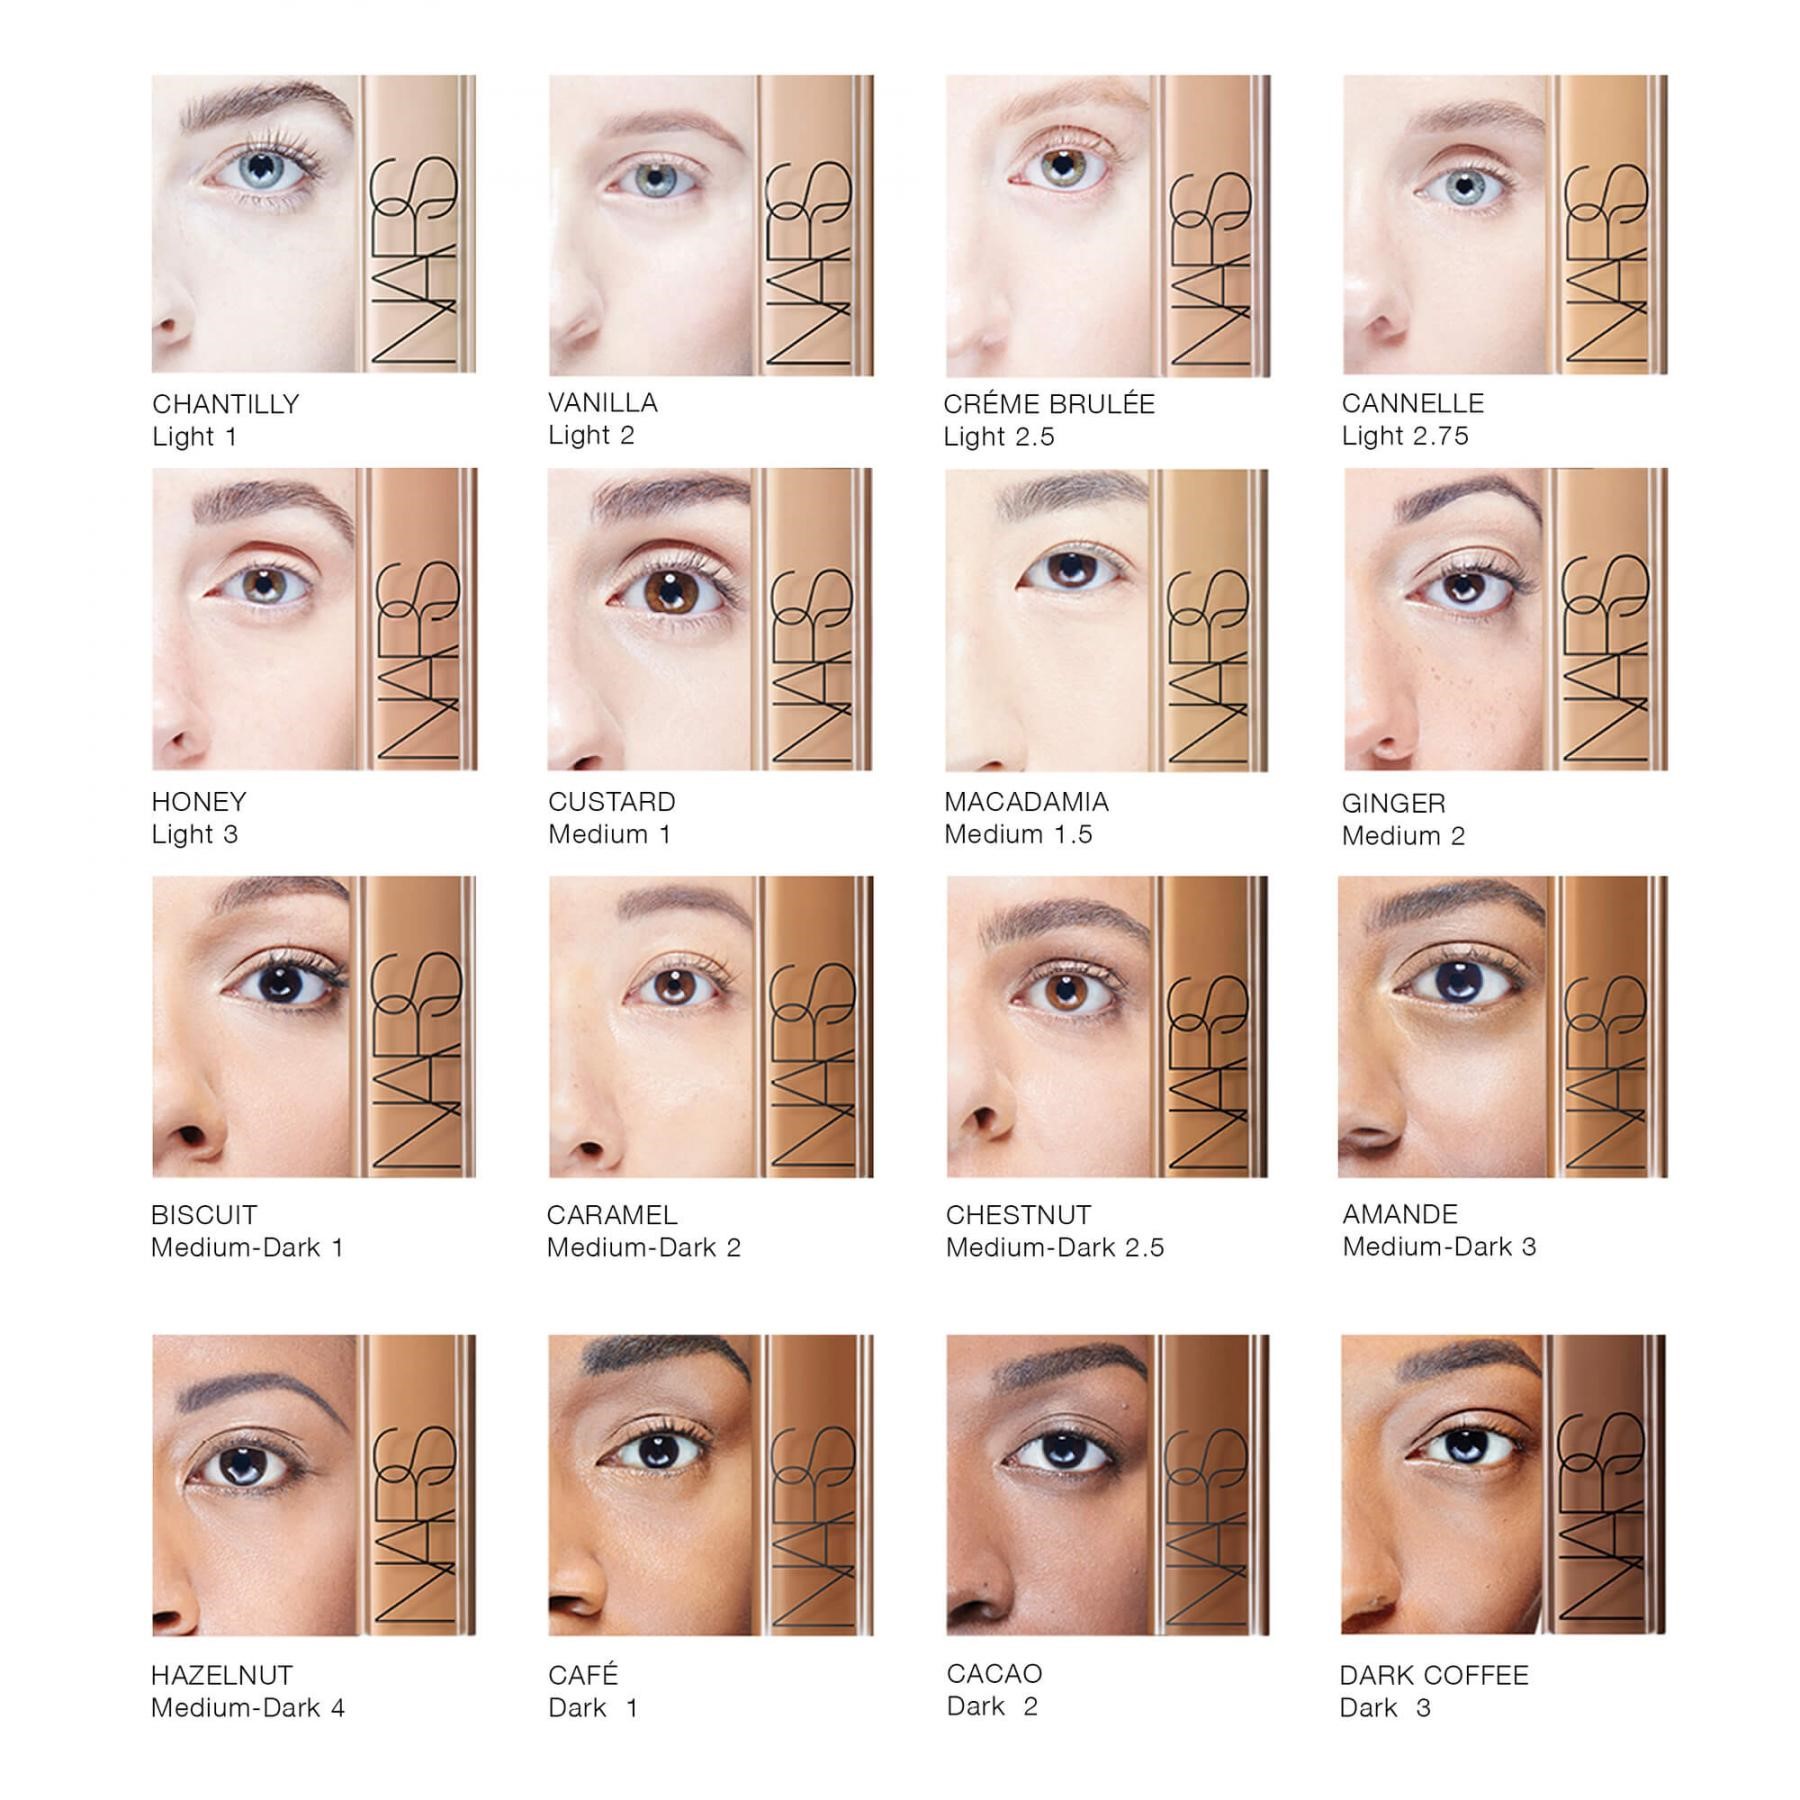 NARS
NARS
NARS
NARS
CHANTILLY
Light 1
VANILLA
Light 2
CRÉME BRULÉE
Light 2.5
CANNELLE
Light 2.75
NARS
NARS
NARS
NARS
HONEY
Light 3
CUSTARD
Medium 1
MACADAMIA
Medium 1.5
GINGER
Medium 2
NARS
NARS
NARS
NARS
BISCUIT
Medium-Dark 1
CARAMEL
Medium-Dark 2
CHESTNUT
Medium-Dark 2.5
AMANDE
Medium-Dark 3
NARS
NARS
NARS
NARS
HAZELNUT
Medium-Dark 4
CAFÉ
Dark 1
CACAO
Dark 2
DARK COFFEE
Dark 3